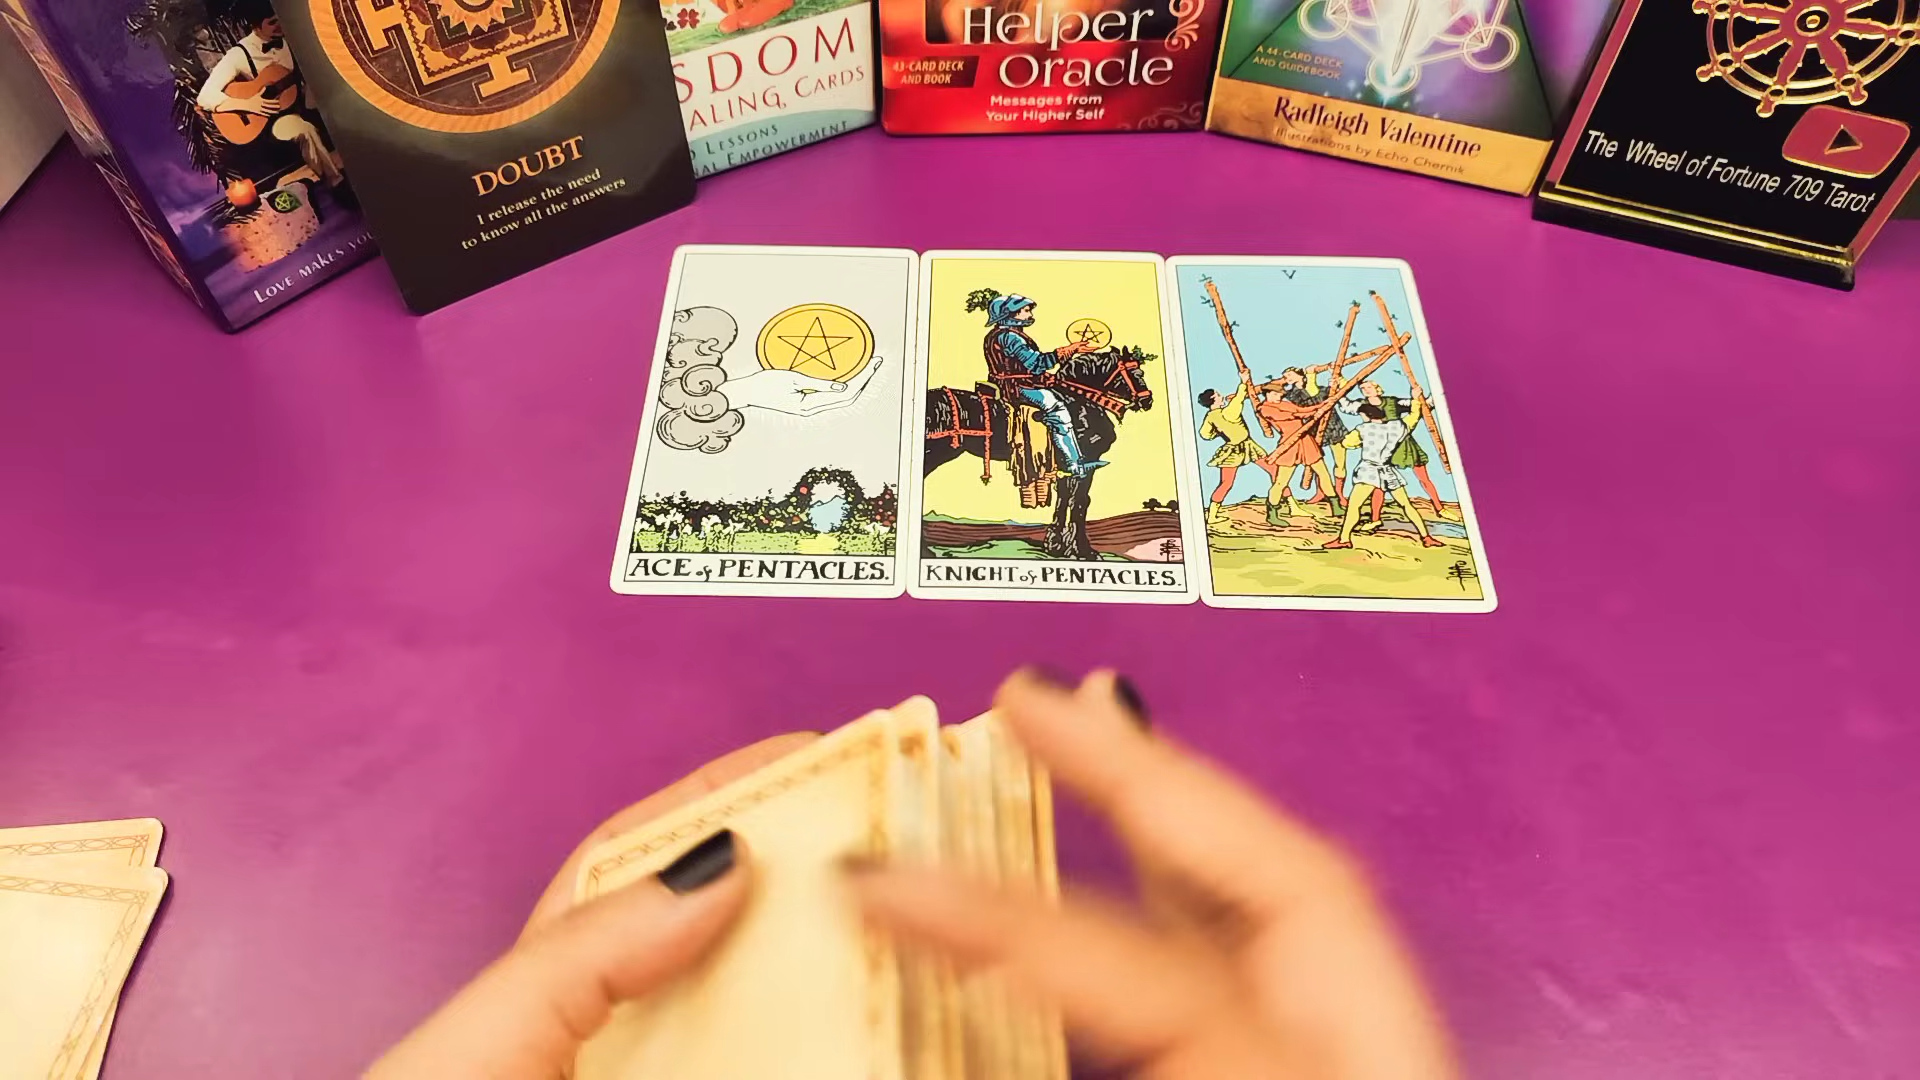 LOVE MAKES YOU
DOUBT
I release the need
to know all the answers
SDOM
ALING CARDS
LESSONS
AL EMPOWERMENT
Helper
Oracle
43-CARD DECK
AND BOOK
Messages from
Your Higher Self
A 44-CARD DECK
AND GUIDEBOOK
Radleigh Valentine
Illustrations by Echo Chernik
The Wheel of Fortune 709 Tarot
ACE of PENTACLES.
KNIGHT of PENTACLES.
V